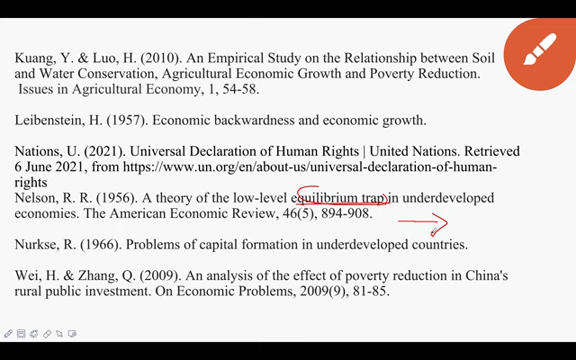 Kuang, Y. & Luo, H. (2010). An Empirical Study on the Relationship between Soil
and Water Conservation, Agricultural Economic Growth and Poverty Reduction.
Issues in Agricultural Economy, 1, 54-58.
Leibenstein, H. (1957). Economic backwardness and economic growth.
Nations, U. (2021). Universal Declaration of Human Rights | United Nations. Retrieved
6 June 2021, from https://www.un.org/en/about-us/universal-declaration-of-human-
rights
Nelson, R. R. (1956). A theory of the low-level equilibrium trap in underdeveloped
economies. The American Economic Review, 46(5), 894-908.
Nurkse, R. (1966). Problems of capital formation in underdeveloped countries.
Wei, H. & Zhang, Q. (2009). An analysis of the effect of poverty reduction in China's
rural public investment. On Economic Problems, 2009(9), 81-85.